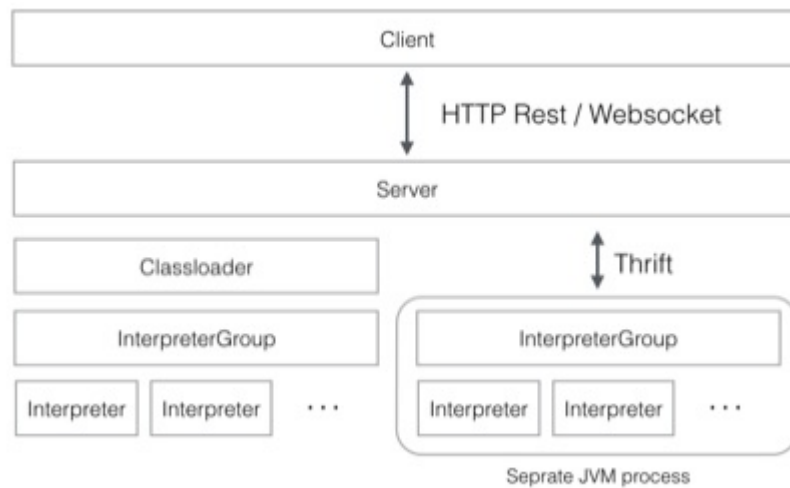 Client
HTTP Rest / Websocket
Server
Classloader
Thrift
InterpreterGroup
InterpreterGroup
Interpreter Interpreter ...
Interpreter Interpreter ...
Seprate JVM process